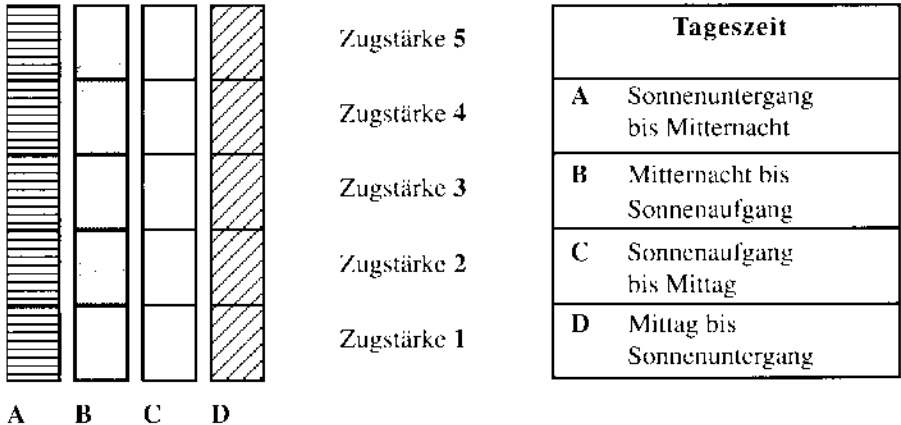 Zugstärke 5
Zugstärke 4
Zugstärke 3
Zugstärke 2
Zugstärke 1
A B C D
Tageszeit
A Sonnenuntergang
bis Mitternacht
B Mitternacht bis
Sonnenaufgang
C Sonnenaufgang
bis Mittag
D Mittag bis
Sonnenuntergang